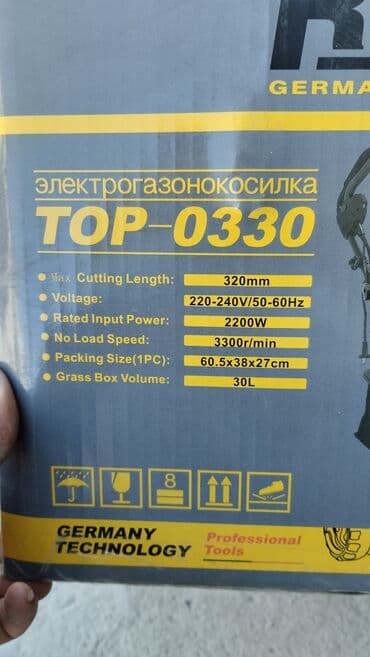 GERMA
электрогазонокосилка
TOP-0330
Max Cutting Length: 320mm
Voltage: 220-240V/50-60Hz
Rated Input Power: 2200W
No Load Speed: 3300r/min
Packing Size(1PC): 60.5x38x27cm
Grass Box Volume: 30L
8
GERMANY
TECHNOLOGY
Professional
Tools